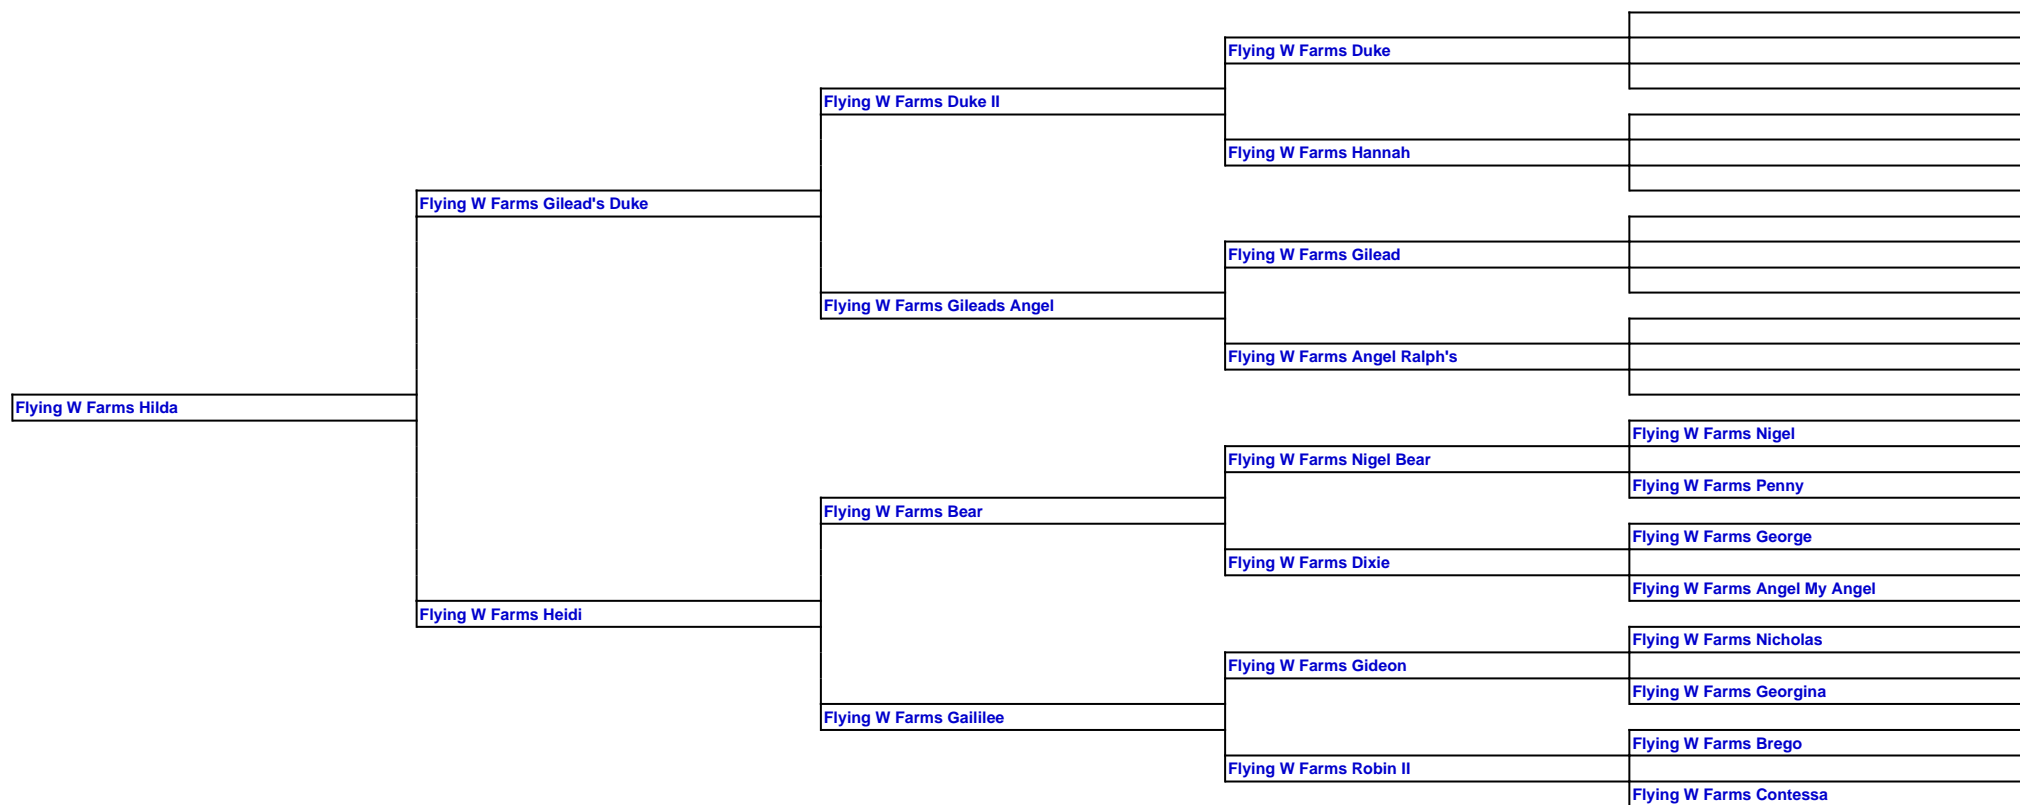 Flying W Farms Duke
Flying W Farms Duke II
Flying W Farms Hannah
Flying W Farms Gilead's Duke
Flying W Farms Gilead
Flying W Farms Gileads Angel
Flying W Farms Angel Ralph's
Flying W Farms Hilda
Flying W Farms Nigel
Flying W Farms Nigel Bear
Flying W Farms Penny
Flying W Farms Bear
Flying W Farms George
Flying W Farms Dixie
Flying W Farms Angel My Angel
Flying W Farms Heidi
Flying W Farms Nicholas
Flying W Farms Gideon
Flying W Farms Georgina
Flying W Farms Gaililee
Flying W Farms Brego
Flying W Farms Robin II
Flying W Farms Contessa